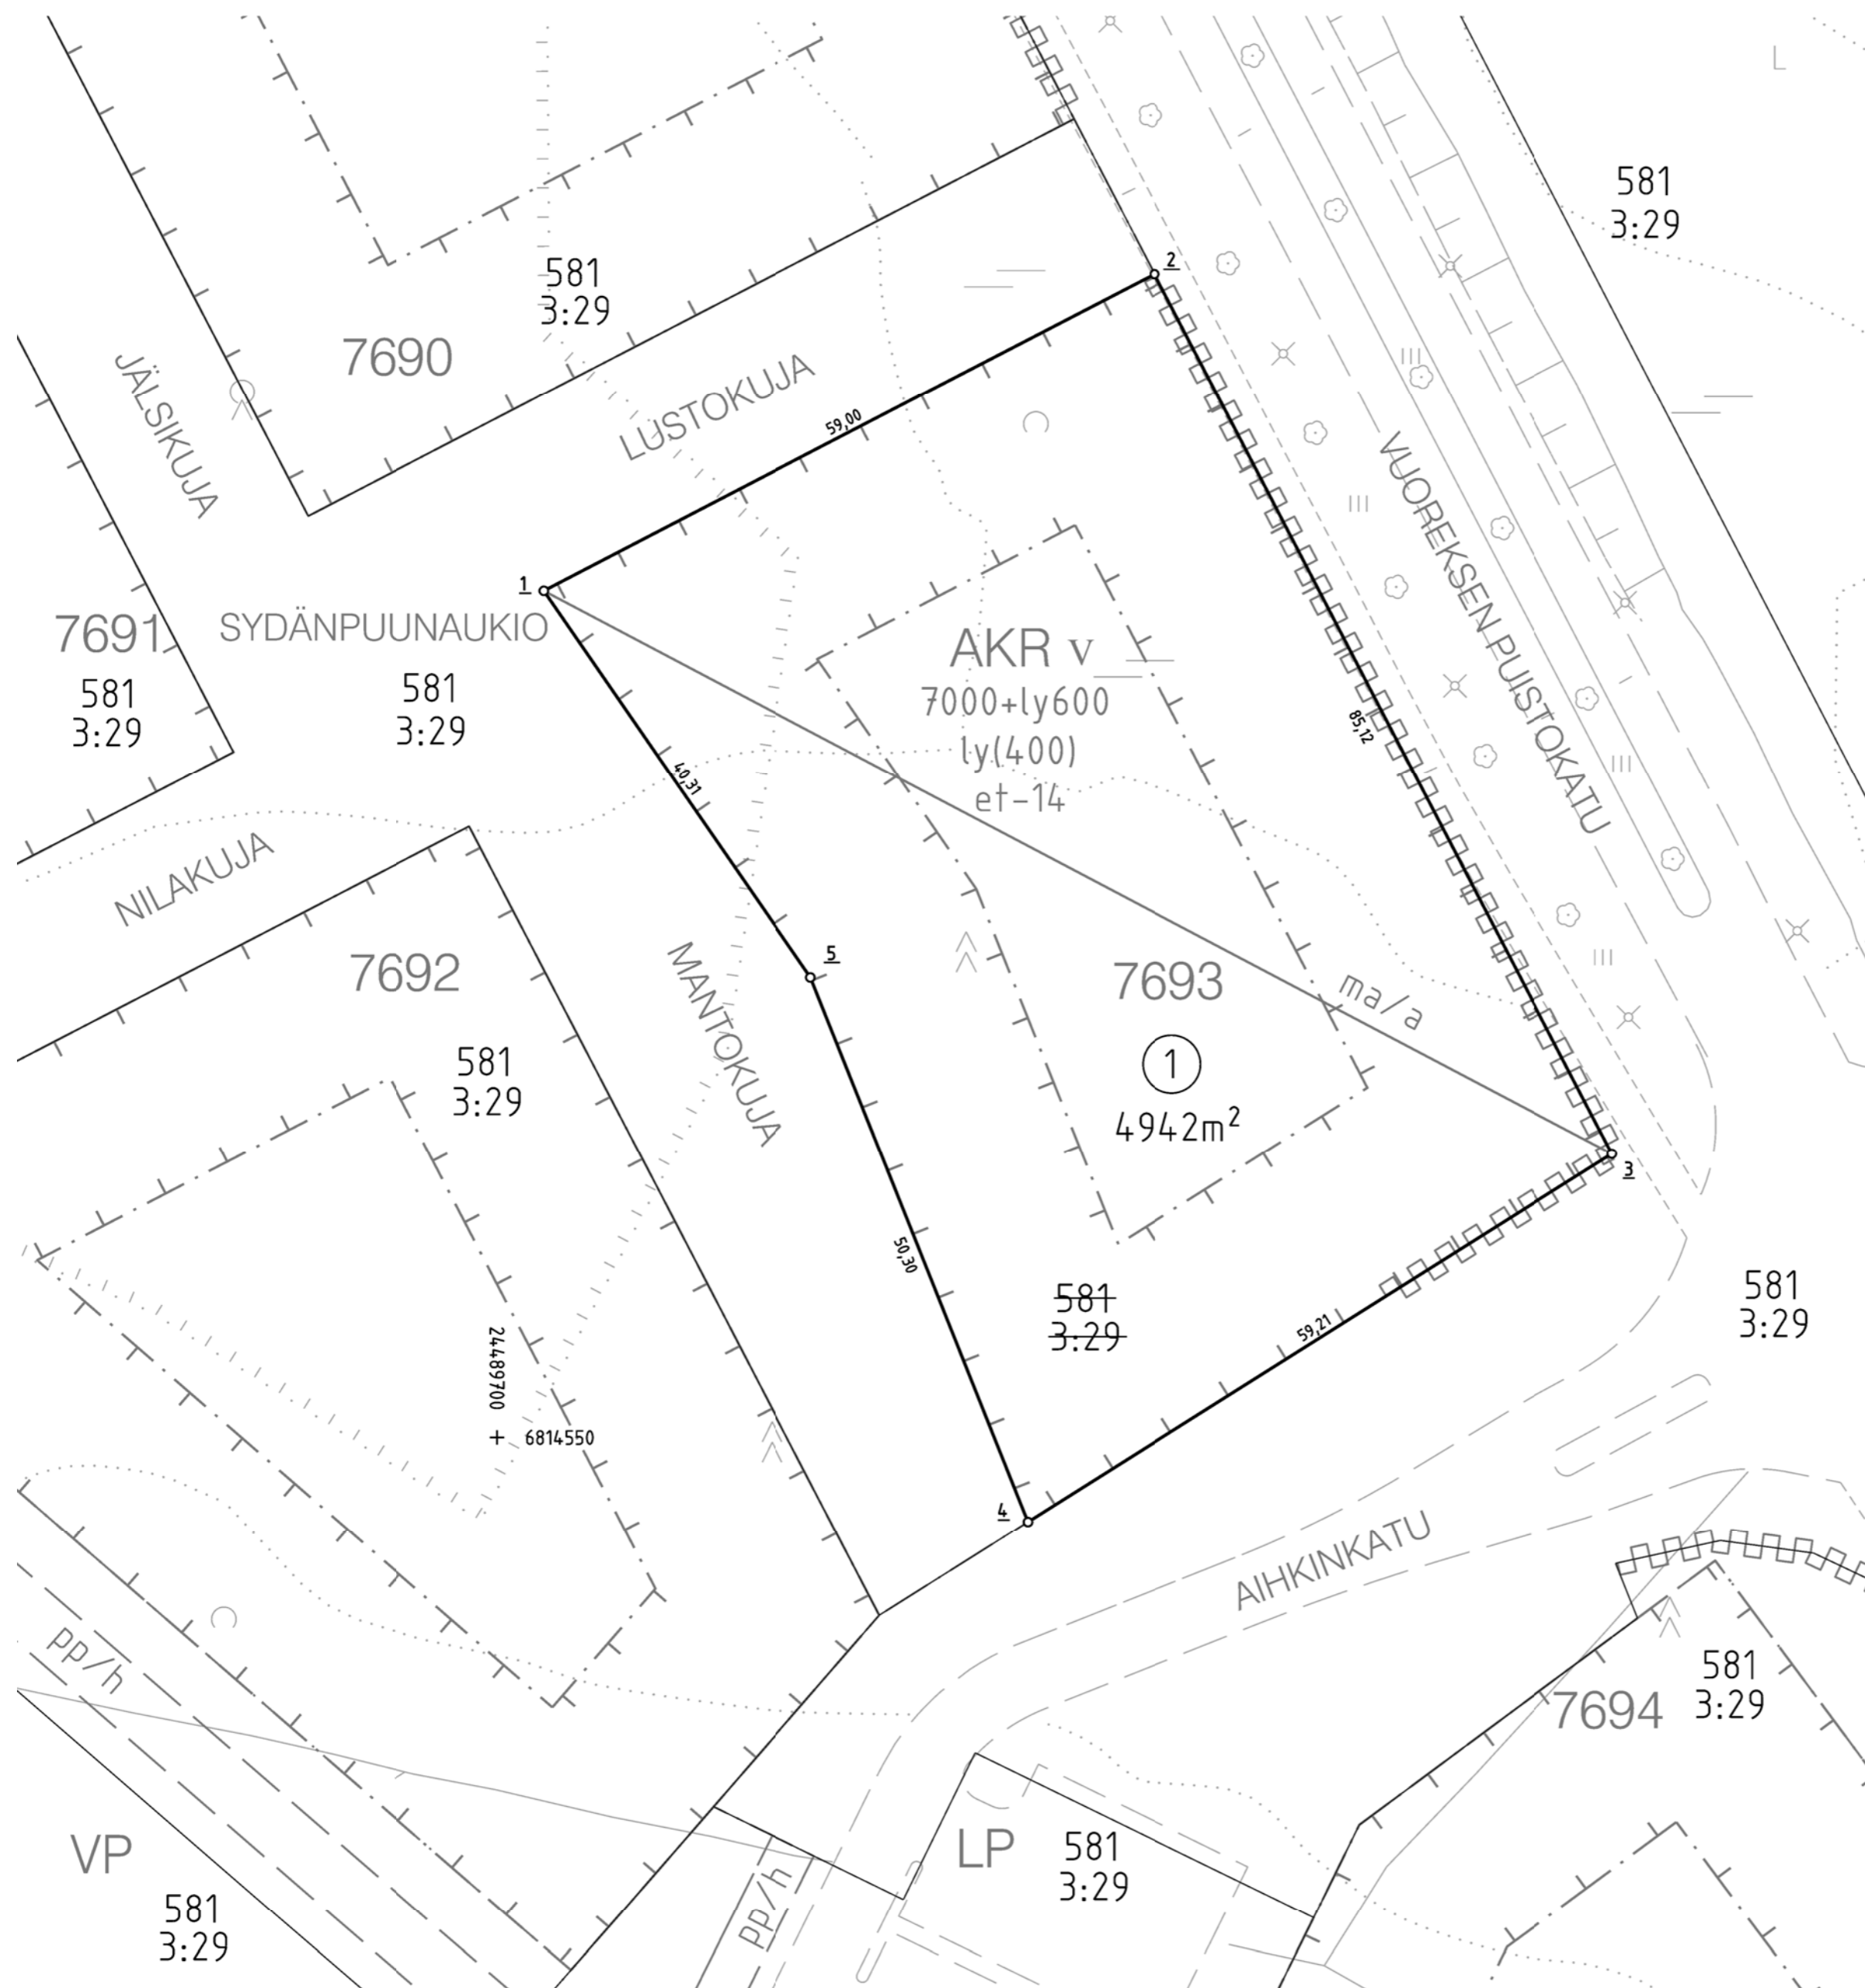 L
581
3:29
2
581
3:29
7690
JÄLSIKUJA
LUSTOKUJA
59,00
VUOREKSEN PUISTOKATU
1
SYDÄNPUUNAUKIO
7691
581
3:29
581
3:29
AKR v
7000+ly600
ly(400)
et-14
85,12
40,31
NILAKUJA
5
7692
MANTOKUJA
7693
ma/a
581
3:29
1
4942m²
3
50,30
581
3:29
581
3:29
59,21
24489700
+ 6814550
4
AIHKINKATU
pp/h
581
3:29
7694
VP
LP
581
3:29
pp/h
581
3:29